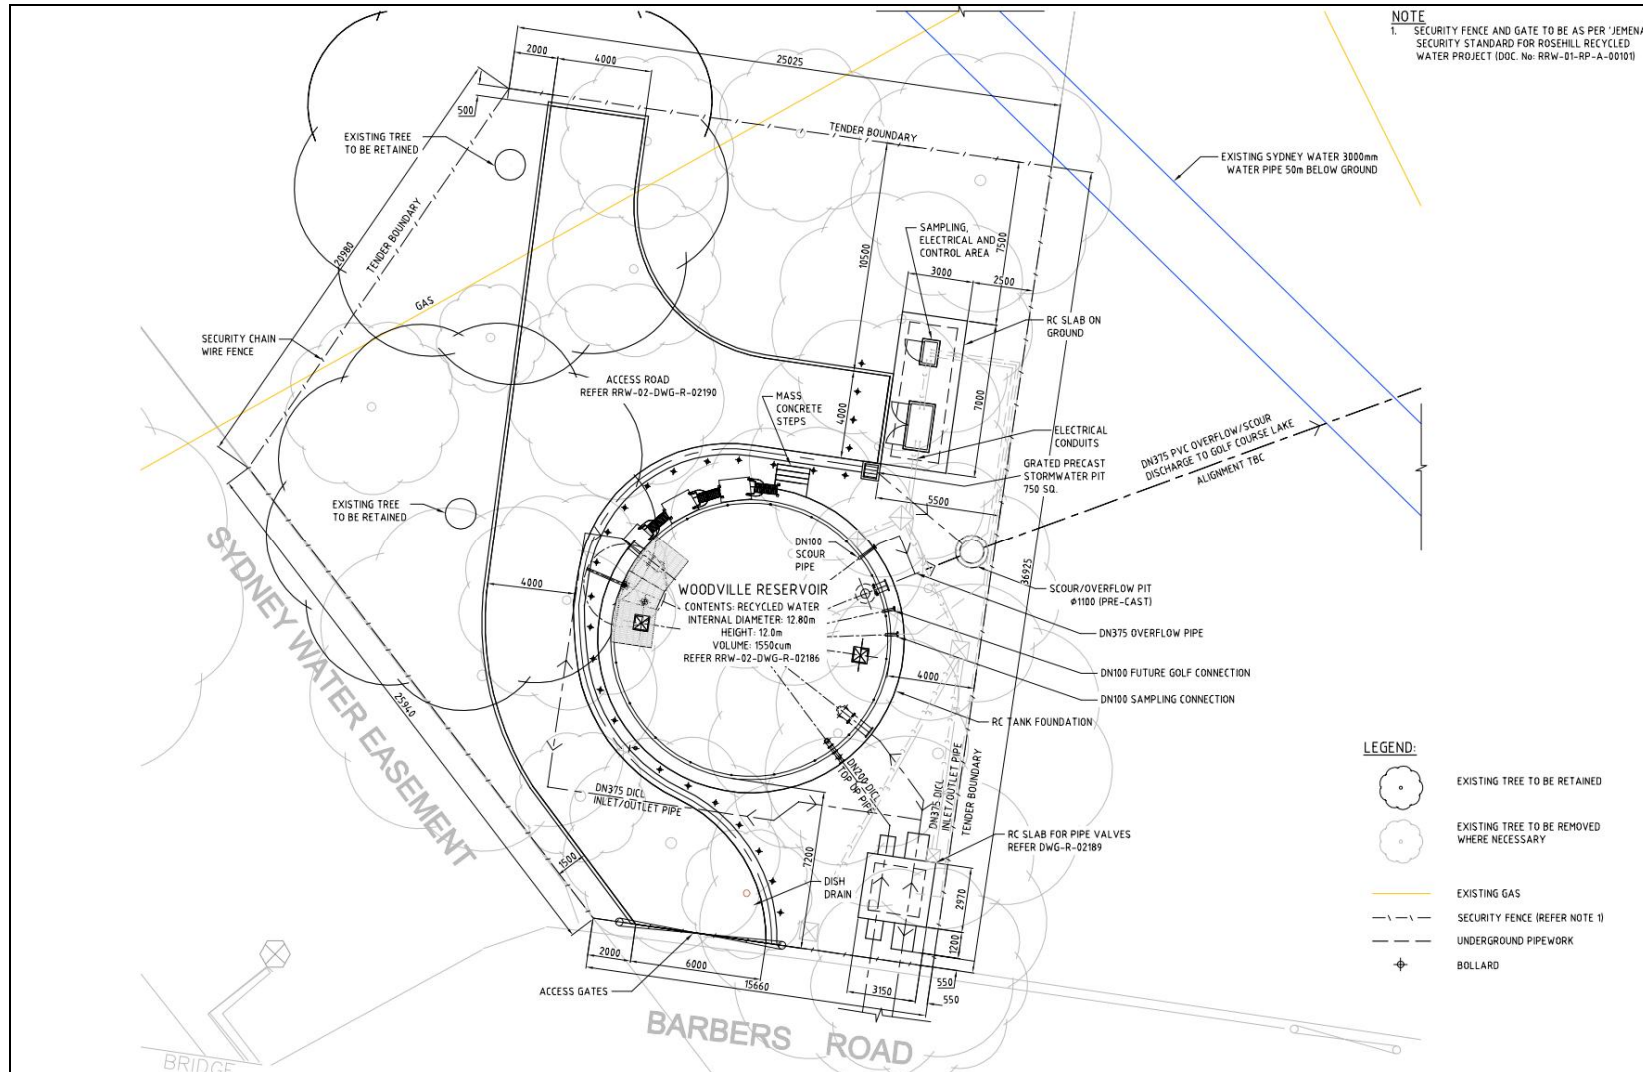 NOTE
1. SECURITY FENCE AND GATE TO BE AS PER 'JEMENA
SECURITY STANDARD FOR ROSEHILL RECYCLED
WATER PROJECT (DOC. No: RRW-01-RP-A-00101)
2000
4000
25025
500
EXISTING TREE
TO BE RETAINED
TENDER BOUNDARY
EXISTING SYDNEY WATER 3000mm
WATER PIPE 50m BELOW GROUND
TENDER BOUNDARY
20980
GAS
SAMPLING,
ELECTRICAL AND
CONTROL AREA
10500
7500
3000
2500
RC SLAB ON
GROUND
SECURITY CHAIN
WIRE FENCE
ACCESS ROAD
REFER RRW-02-DWG-R-02190
MASS
CONCRETE
STEPS
4000
7000
ELECTRICAL
CONDUITS
GRATED PRECAST
STORMWATER PIT
750 SQ.
DN375 PVC OVERFLOW/SCOUR
DISCHARGE TO GOLF COURSE LAKE
ALIGNMENT TBC
5500
EXISTING TREE
TO BE RETAINED
DN100
SCOUR
PIPE
36925
4000
WOODVILLE RESERVOIR
CONTENTS: RECYCLED WATER
INTERNAL DIAMETER: 12.80m
HEIGHT: 12.0m
VOLUME: 1550cum
REFER RRW-02-DWG-R-02186
SCOUR/OVERFLOW PIT
ø1100 (PRE-CAST)
DN375 OVERFLOW PIPE
DN100 FUTURE GOLF CONNECTION
4000
DN100 SAMPLING CONNECTION
RC TANK FOUNDATION
SYDNEY WATER EASEMENT
25940
DN375 DICL
INLET/OUTLET PIPE
DN200 DICL
TOP UP PIPE
DN375 DICL
INLET/OUTLET PIPE
TENDER BOUNDARY
RC SLAB FOR PIPE VALVES
REFER DWG-R-02189
7200
1500
DISH
DRAIN
2970
1200
2000
6000
15660
3150
550
550
ACCESS GATES
BARBERS ROAD
BRIDGE
LEGEND:
EXISTING TREE TO BE RETAINED
EXISTING TREE TO BE REMOVED
WHERE NECESSARY
EXISTING GAS
SECURITY FENCE (REFER NOTE 1)
UNDERGROUND PIPEWORK
BOLLARD